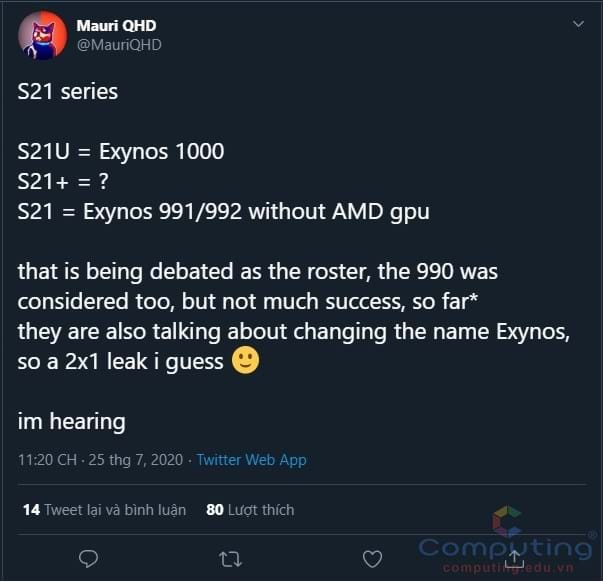 Mauri QHD
@MauriQHD
S21 series
S21U = Exynos 1000
S21+ = ?
S21 = Exynos 991/992 without AMD gpu
that is being debated as the roster, the 990 was
considered too, but not much success, so far*
they are also talking about changing the name Exynos,
so a 2x1 leak i guess 🙂
im hearing
11:20 CH · 25 thg 7, 2020 · Twitter Web App
14 Tweet lại và bình luận 80 Lượt thích
Computing®
computing.edu.vn